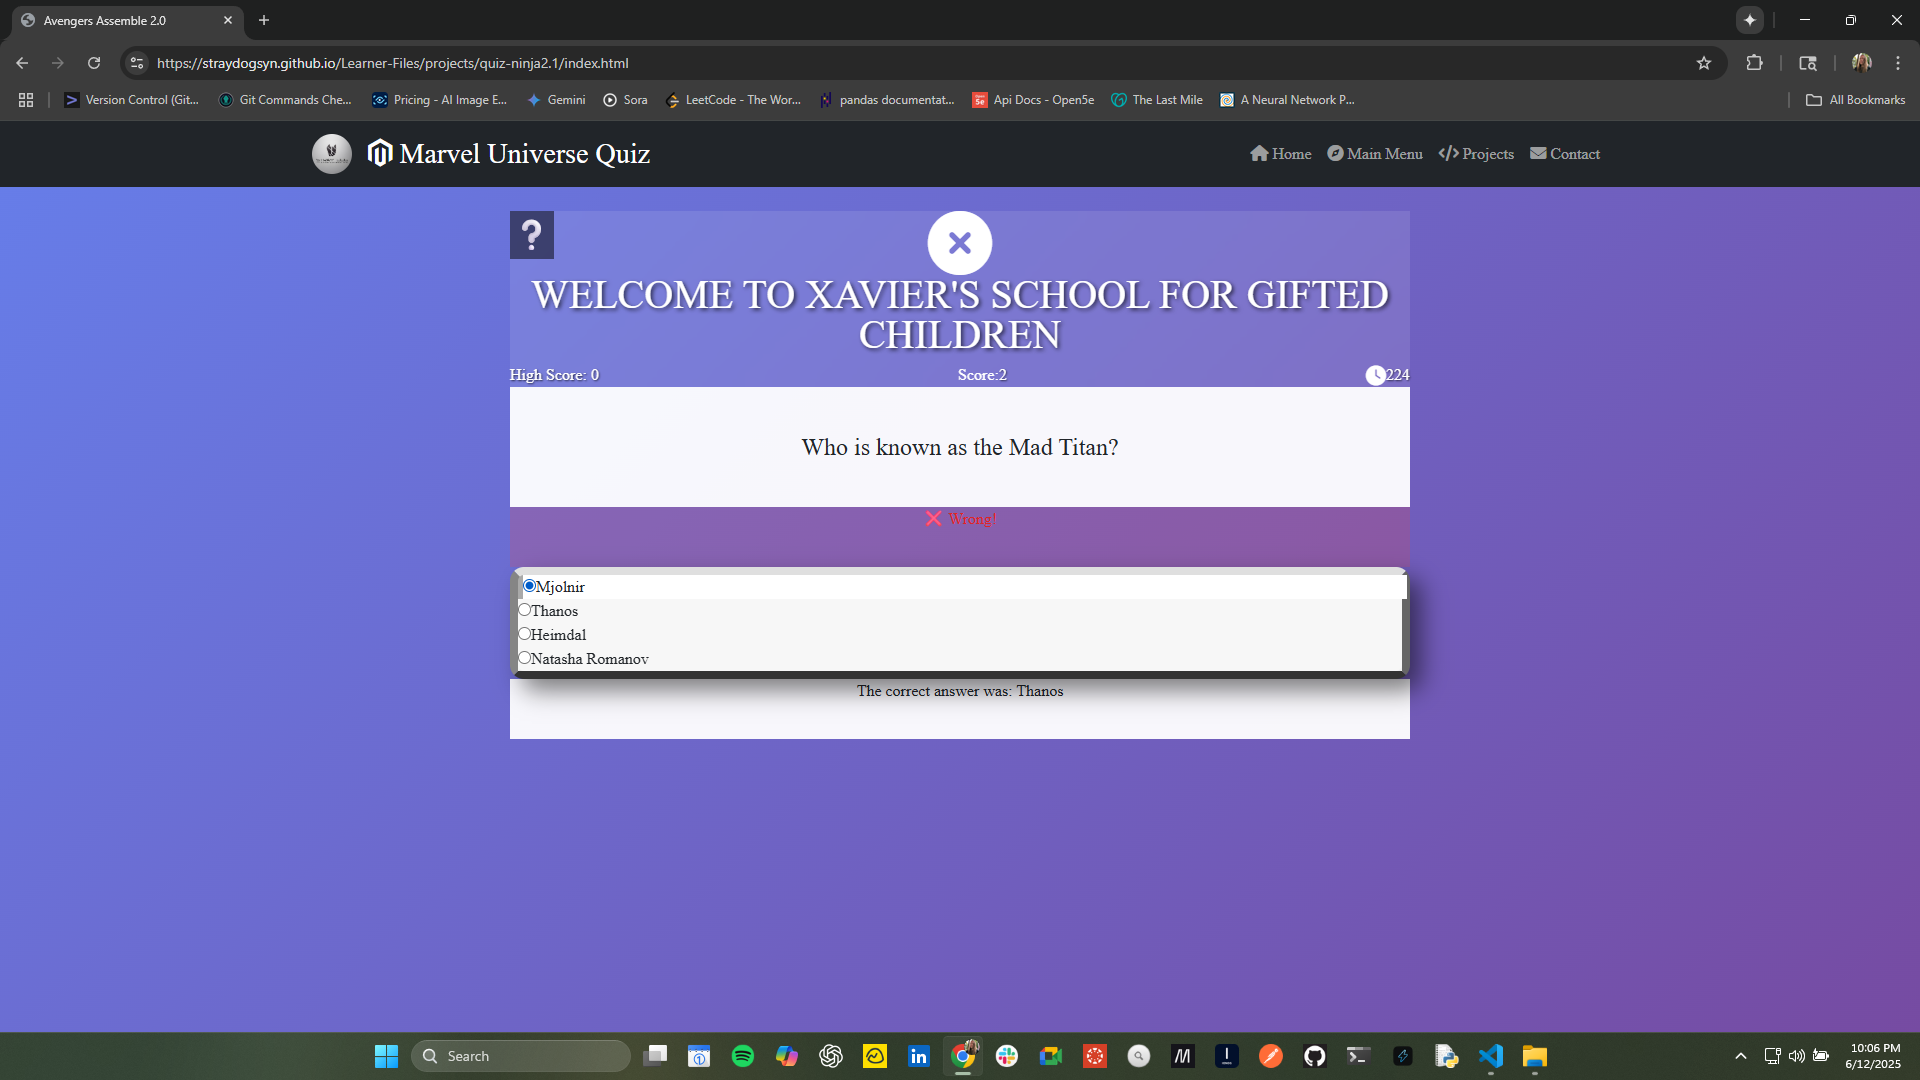 Avengers Assemble 2.0
https://straydogsyn.github.io/Learner-Files/projects/quiz-ninja2.1/index.html
Version Control (Git...
Git Commands Che...
Pricing - AI Image E...
Gemini
Sora
LeetCode - The Wor...
pandas documentat...
Api Docs - Open5e
The Last Mile
A Neural Network P...
All Bookmarks
Marvel Universe Quiz
Home
Main Menu
Projects
Contact
WELCOME TO XAVIER'S SCHOOL FOR GIFTED
CHILDREN
High Score: 0
Score:2
224
Who is known as the Mad Titan?
Wrong!
Mjolnir
Thanos
Heimdal
Natasha Romanov
The correct answer was: Thanos
Search
10:06 PM
6/12/2025